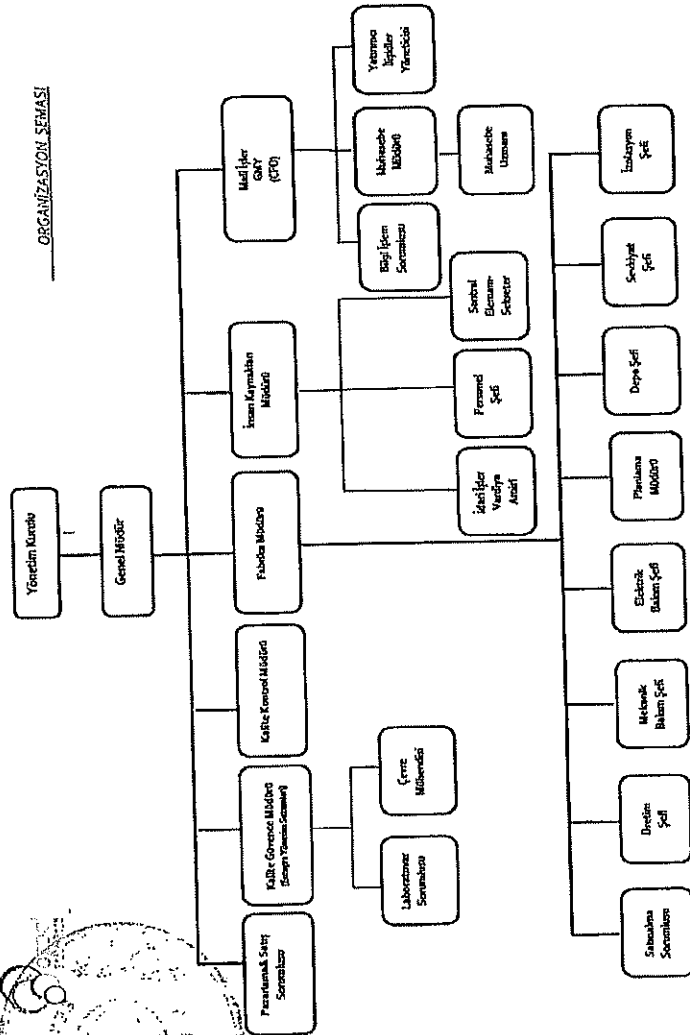 ORGANİZASYON ŞEMASI
Yönetim Kurulu
Genel Müdür
Pazarlama& Satış
Sorumlusu
Kalite Güvence Müdürü
(Entegre Yönetim Sistemleri)
Kalite Kontrol Müdürü
Fabrika Müdürü
İnsan Kaynakları
Müdürü
Mali İşler
GMY
(CFO)
Laboratuvar
Sorumlusu
Çevre
Mühendisi
İdari İşler
Vardiya
Amiri
Personel
Şefi
Santral
Elemanı-
Sekreter
Bilgi İşlem
Sorumlusu
Muhasebe
Müdürü
Yatırımcı
İlişkiler
Yöneticisi
Muhasebe
Uzmanı
Satınalma
Sorumlusu
Üretim
Şefi
Mekanik
Bakım Şefi
Elektrik
Bakım Şefi
Planlama
Müdürü
Depo Şefi
Sevkiyat
Şefi
İzolasyon
Şefi